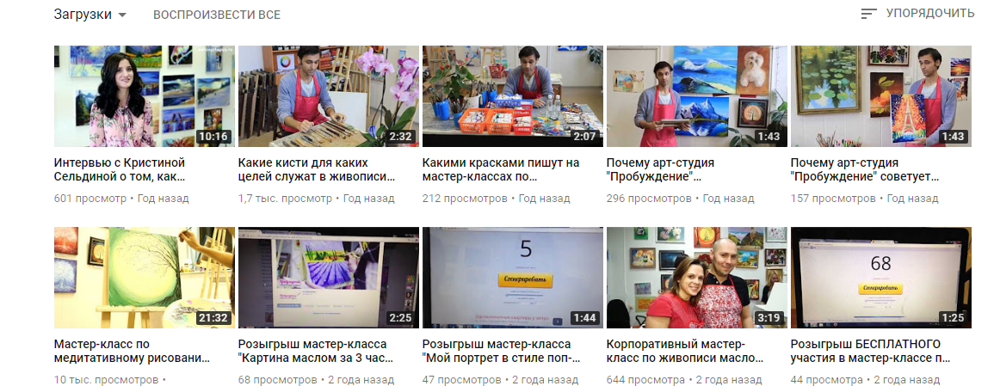 Загрузки
ВОСПРОИЗВЕСТИ ВСЕ
УПОРЯДОЧИТЬ
10:16
2:32
2:07
1:43
1:43
Интервью с Кристиной
Сельдиной о том, как...
601 просмотр • Год назад
Какие кисти для каких
целей служат в живописи...
1,7 тыс. просмотр • Год назад
Какими красками пишут на
мастер-классах по...
212 просмотров • Год назад
Почему арт-студия
"Пробуждение"...
296 просмотров • Год назад
Почему арт-студия
"Пробуждение" советует...
157 просмотров • Год назад
21:32
2:25
5
Сгенерировать
1:44
3:19
68
Сгенерировать
1:25
Мастер-класс по
медитативному рисовани...
10 тыс. просмотров •
Розыгрыш мастер-класса
"Картина маслом за 3 час...
68 просмотров • 2 года назад
Розыгрыш мастер-класса
"Мой портрет в стиле поп-...
47 просмотров • 2 года назад
Корпоративный мастер-
класс по живописи масло...
644 просмотра • 2 года назад
Розыгрыш БЕСПЛАТНОГО
участия в мастер-классе п...
44 просмотра • 2 года назад